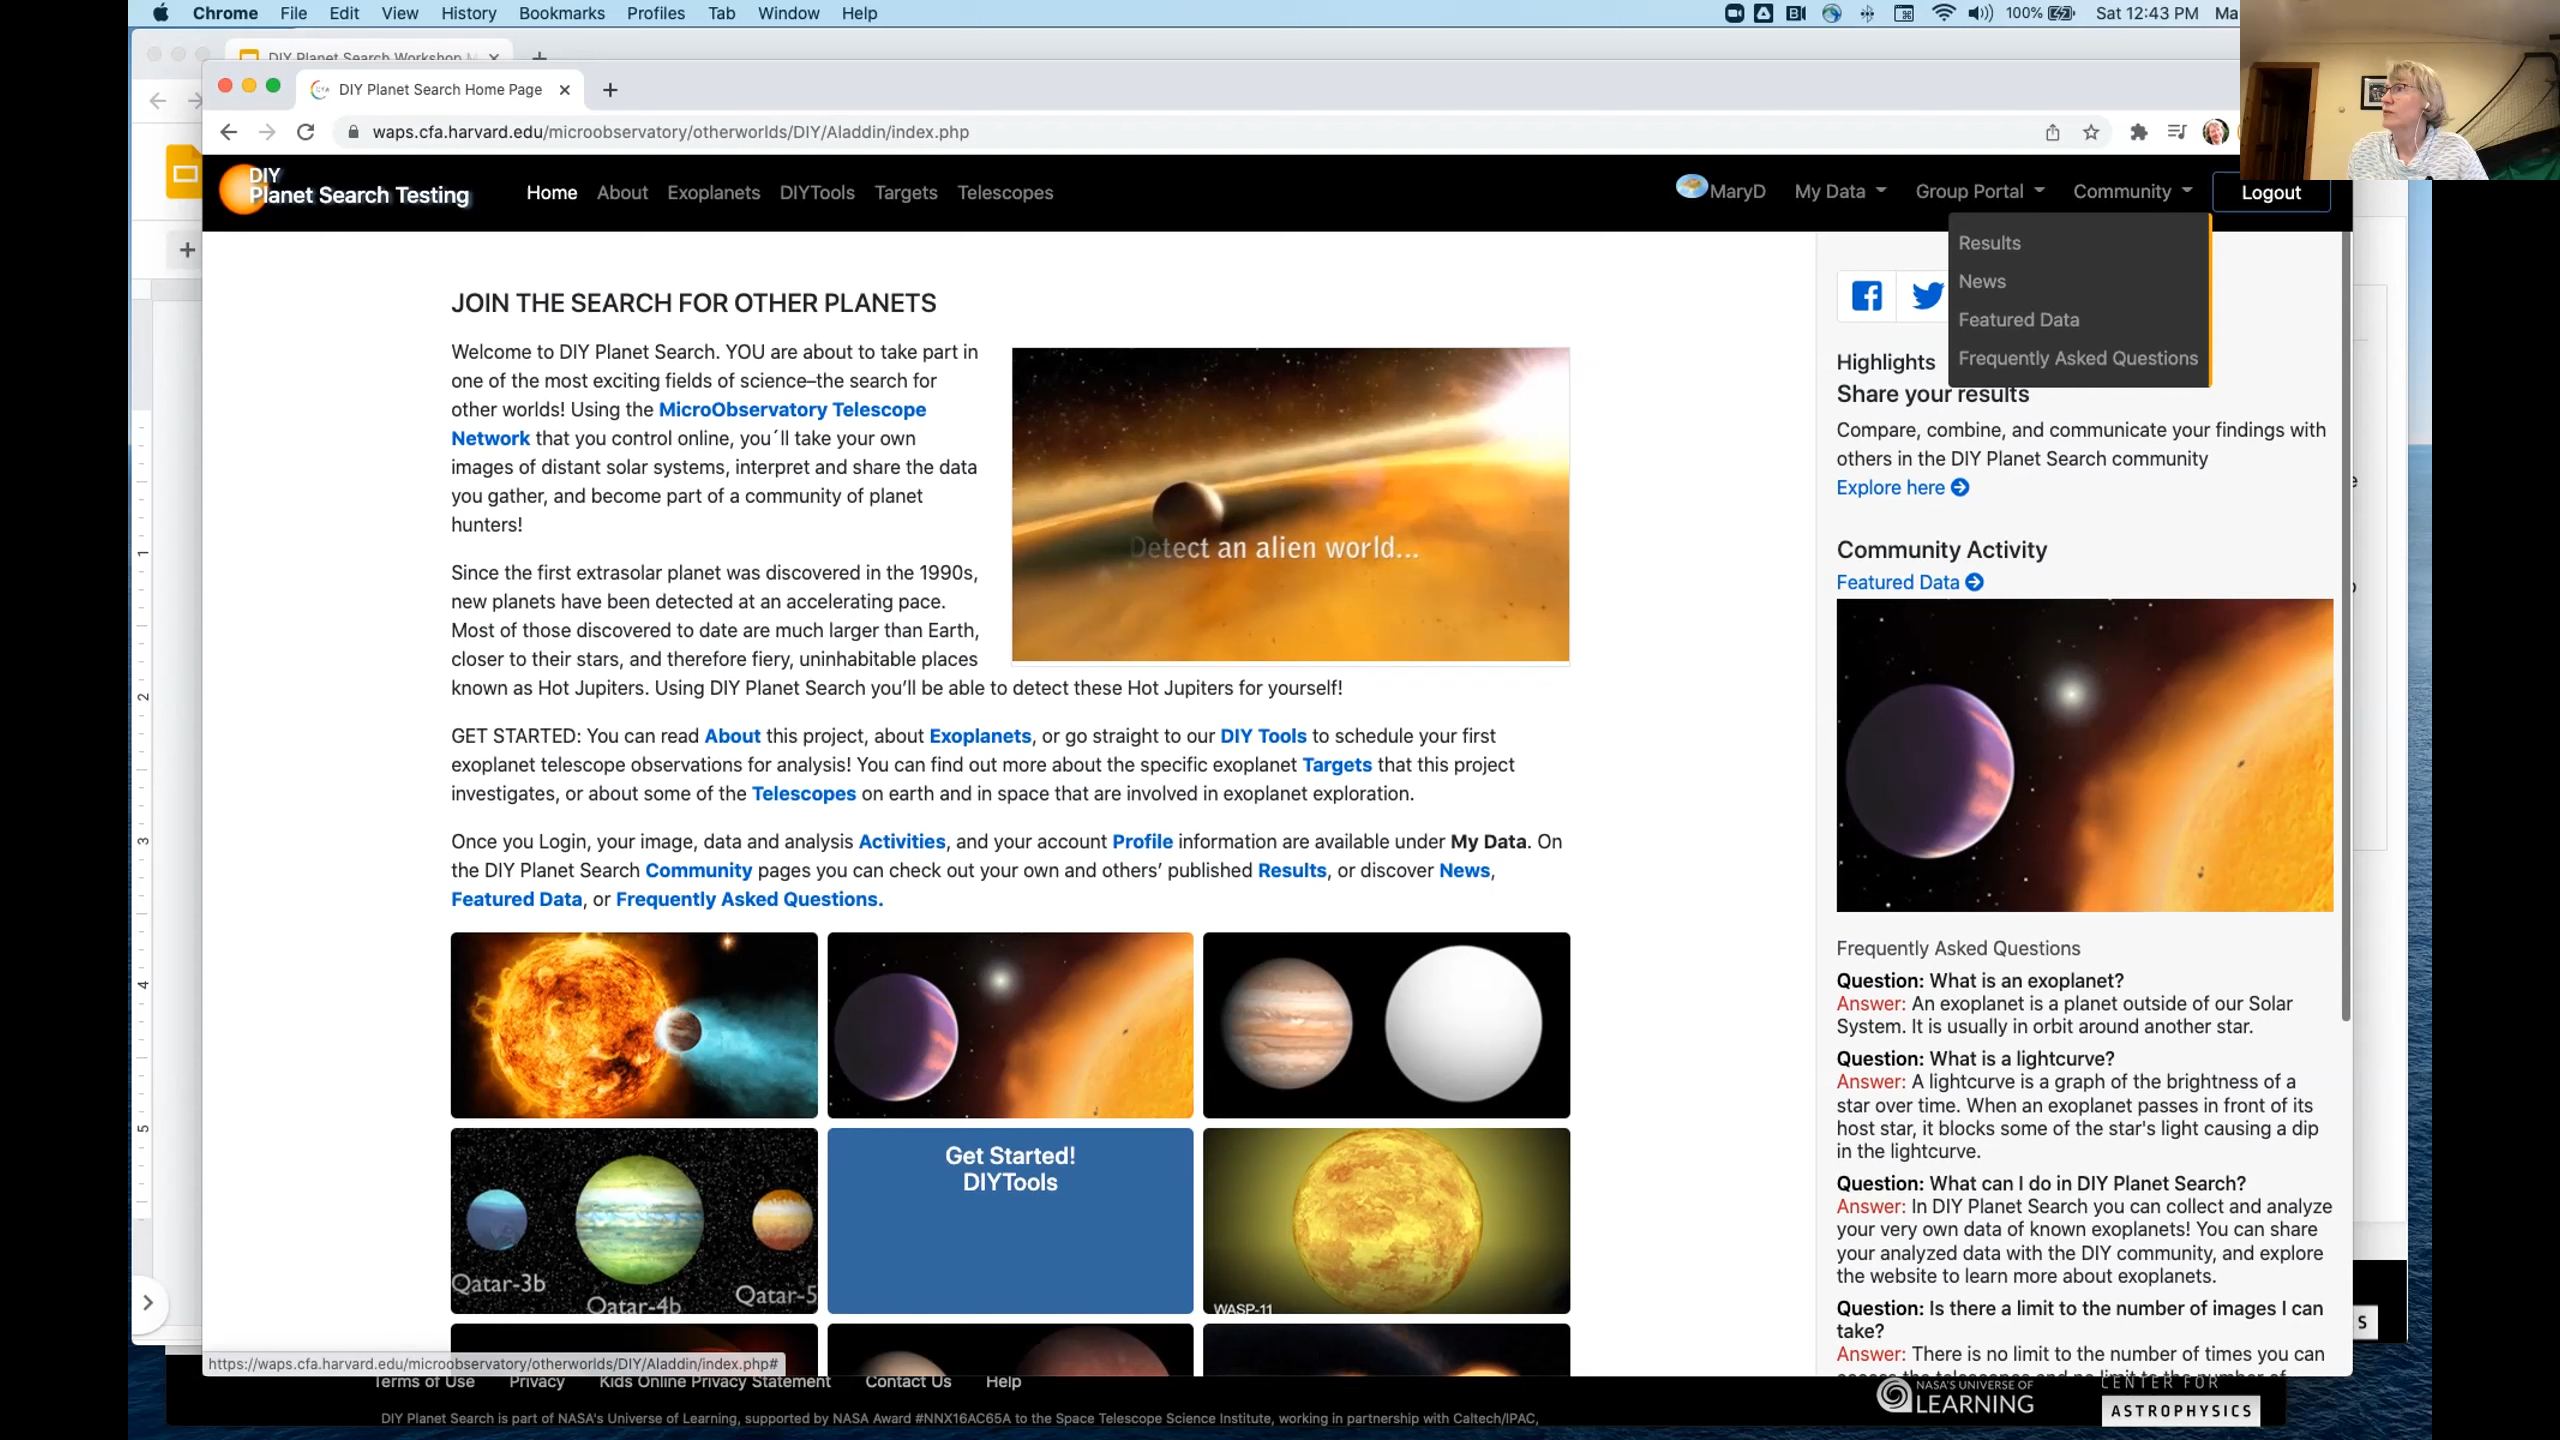 Chrome File Edit View History Bookmarks Profiles Tab Window Help
100% Sat 12:43 PM Ma
DIY Planet Search Workshop
DIY Planet Search Home Page
waps.cfa.harvard.edu/microobservatory/otherworlds/DIY/Aladdin/index.php
DIY
Planet Search Testing
Home About Exoplanets DIYTools Targets Telescopes
MaryD My Data Group Portal Community Logout
Results
News
Featured Data
Frequently Asked Questions
JOIN THE SEARCH FOR OTHER PLANETS
Welcome to DIY Planet Search. YOU are about to take part in
one of the most exciting fields of science–the search for
other worlds! Using the MicroObservatory Telescope
Network that you control online, you´ll take your own
images of distant solar systems, interpret and share the data
you gather, and become part of a community of planet
hunters!
Detect an alien world...
Since the first extrasolar planet was discovered in the 1990s,
new planets have been detected at an accelerating pace.
Most of those discovered to date are much larger than Earth,
closer to their stars, and therefore fiery, uninhabitable places
known as Hot Jupiters. Using DIY Planet Search you’ll be able to detect these Hot Jupiters for yourself!
GET STARTED: You can read About this project, about Exoplanets, or go straight to our DIY Tools to schedule your first
exoplanet telescope observations for analysis! You can find out more about the specific exoplanet Targets that this project
investigates, or about some of the Telescopes on earth and in space that are involved in exoplanet exploration.
Once you Login, your image, data and analysis Activities, and your account Profile information are available under My Data. On
the DIY Planet Search Community pages you can check out your own and others’ published Results, or discover News,
Featured Data, or Frequently Asked Questions.
Qatar-3b
Qatar-4b
Qatar-5
Get Started!
DIYTools
WASP-11
Highlights
Share your results
Compare, combine, and communicate your findings with
others in the DIY Planet Search community
Explore here
Community Activity
Featured Data
Frequently Asked Questions
Question: What is an exoplanet?
Answer: An exoplanet is a planet outside of our Solar
System. It is usually in orbit around another star.
Question: What is a lightcurve?
Answer: A lightcurve is a graph of the brightness of a
star over time. When an exoplanet passes in front of its
host star, it blocks some of the star's light causing a dip
in the lightcurve.
Question: What can I do in DIY Planet Search?
Answer: In DIY Planet Search you can collect and analyze
your very own data of known exoplanets! You can share
your analyzed data with the DIY community, and explore
the website to learn more about exoplanets.
Question: Is there a limit to the number of images I can
take?
Answer: There is no limit to the number of times you can
1
2
3
4
5
https://waps.cfa.harvard.edu/microobservatory/otherworlds/DIY/Aladdin/index.php#
Terms of Use Privacy Kids Online Privacy Statement Contact Us Help
DIY Planet Search is part of NASA's Universe of Learning, supported by NASA Award #NNX16AC65A to the Space Telescope Science Institute, working in partnership with Caltech/IPAC,
NASA'S UNIVERSE OF
LEARNING
CENTER FOR
ASTROPHYSICS
S